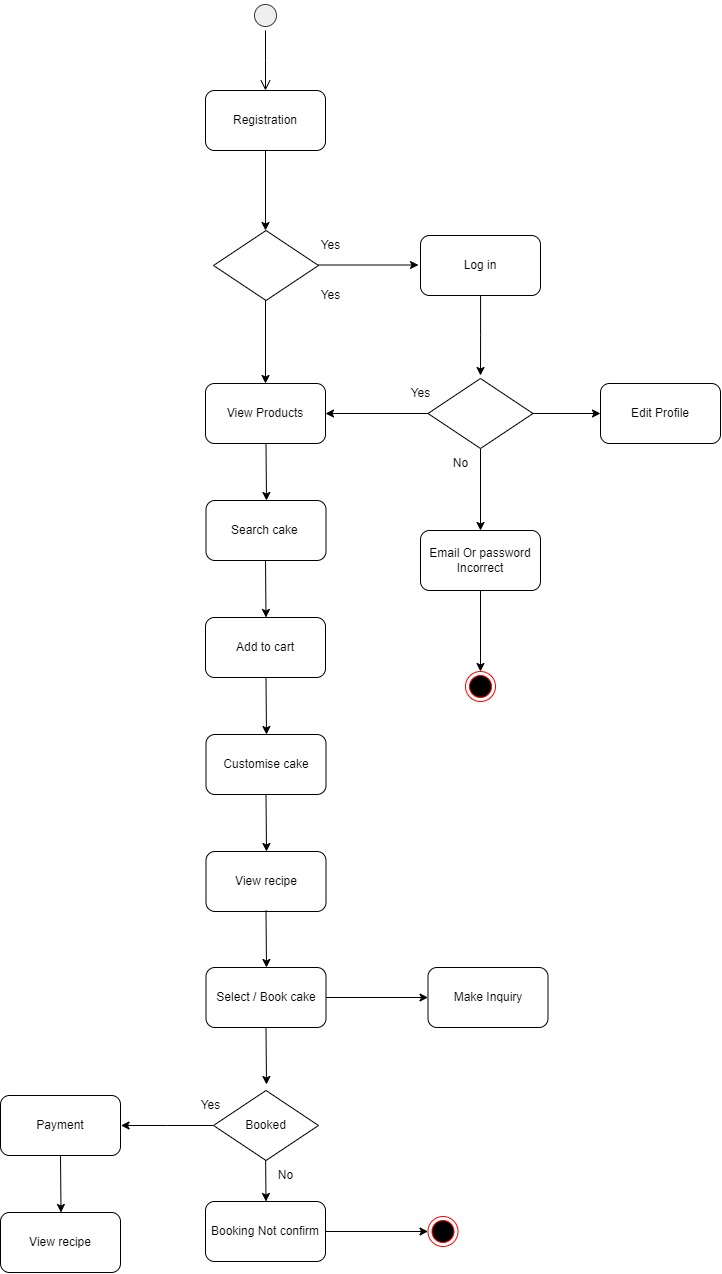 Registration
Yes
Log in
Yes
View Products
Yes
Edit Profile
No
Search cake
Email Or password
Incorrect
Add to cart
Customise cake
View recipe
Select / Book cake
Make Inquiry
Yes
Payment
Booked
No
Booking Not confirm
View recipe